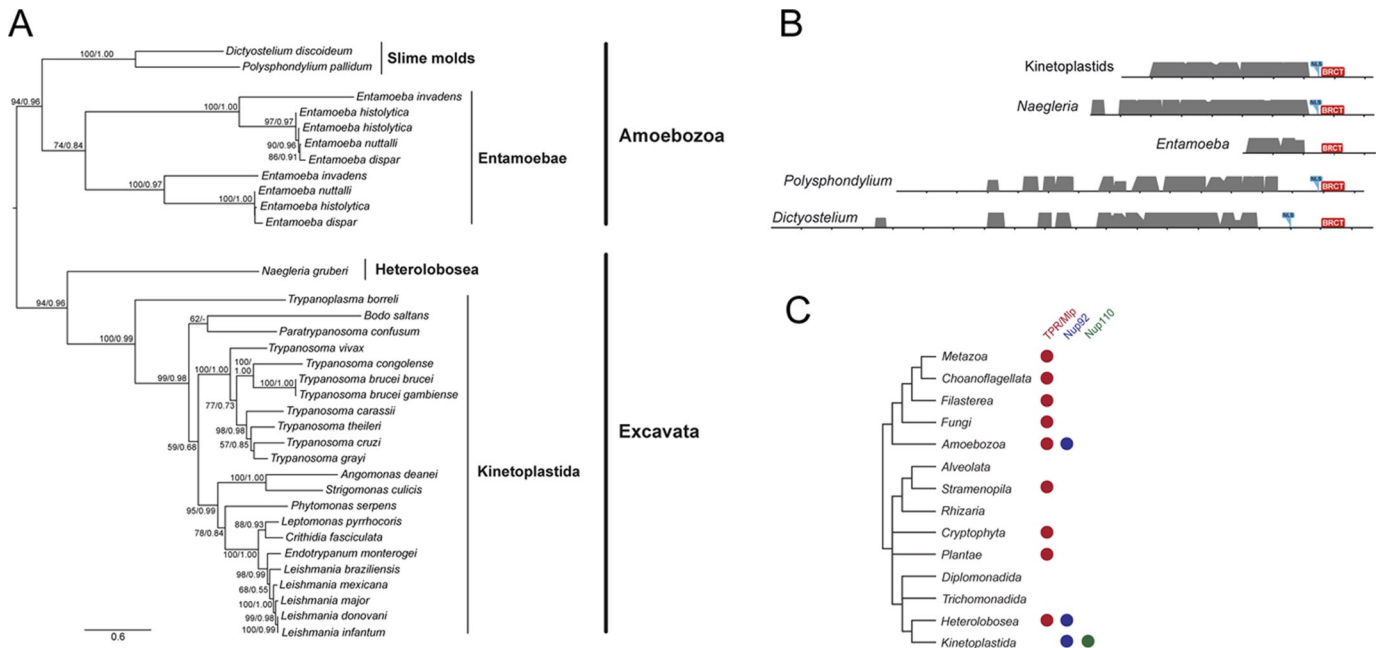 A
100/1.00
Dictyostelium discoideum
Polysphondylium pallidum
Slime molds
94/0.96
74/0.84
100/1.00
Entamoeba invadens
97/0.97
Entamoeba histolytica
Entamoeba histolytica
90/0.96
Entamoeba nuttalli
86/0.91
Entamoeba dispar
100/0.97
Entamoeba invadens
100/1.00
Entamoeba nuttalli
Entamoeba histolytica
Entamoeba dispar
Entamoebae
Amoebozoa
94/0.96
Naegleria gruberi
Heterolobosea
100/0.99
Trypanoplasma borreli
62/-
Bodo saltans
Paratrypanosoma confusum
99/0.98
100/1.00
Trypanosoma vivax
100/
1.00
Trypanosoma congolense
100/1.00
Trypanosoma brucei brucei
Trypanosoma brucei gambiense
77/0.73
Trypanosoma carassii
98/0.98
Trypanosoma theileri
57/0.85
Trypanosoma cruzi
Trypanosoma grayi
59/0.68
100/1.00
Angomonas deanei
Strigomonas culicis
95/0.99
Phytomonas serpens
78/0.84
88/0.93
Leptomonas pyrrhocoris
Crithidia fasciculata
100/1.00
Endotrypanum monterogei
98/0.99
Leishmania braziliensis
68/0.55
Leishmania mexicana
100/1.00
Leishmania major
99/0.98
Leishmania donovani
100/0.99
Leishmania infantum
Kinetoplastida
Excavata
0.6
B
Kinetoplastids
NLS
BRCT
Naegleria
NLS
BRCT
Entamoeba
BRCT
Polysphondylium
NLS
BRCT
Dictyostelium
NLS
BRCT
C
TPR/Mlp
Nup92
Nup110
Metazoa
Choanoflagellata
Filasterea
Fungi
Amoebozoa
Alveolata
Stramenopila
Rhizaria
Cryptophyta
Plantae
Diplomonadida
Trichomonadida
Heterolobosea
Kinetoplastida